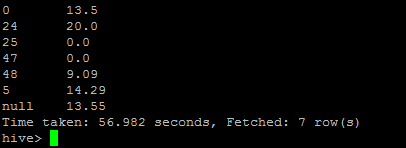 0 13.5
24 20.0
25 0.0
47 0.0
48 9.09
5 14.29
null 13.55
Time taken: 56.982 seconds, Fetched: 7 row(s)
hive>